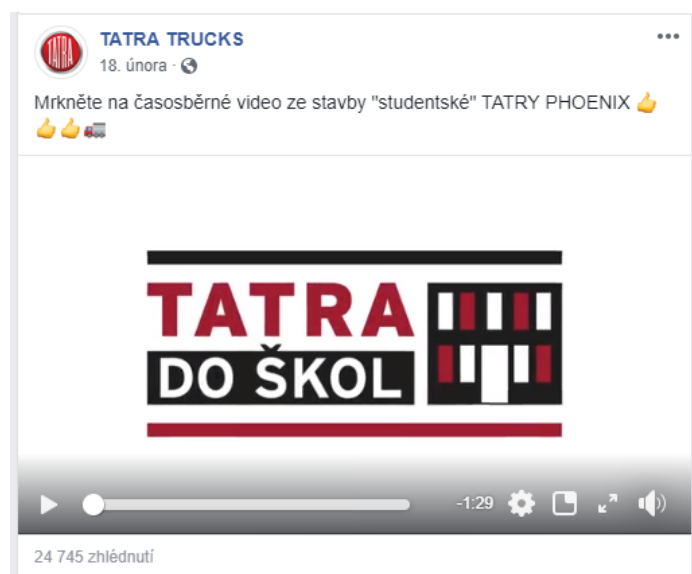 TATRA
TATRA TRUCKS
18. února ·
Mrkněte na časosběrné video ze stavby "studentské" TATRY PHOENIX 👍
👍👍🚛
TATRA
DO ŠKOL
-1:29
24 745 zhlédnutí